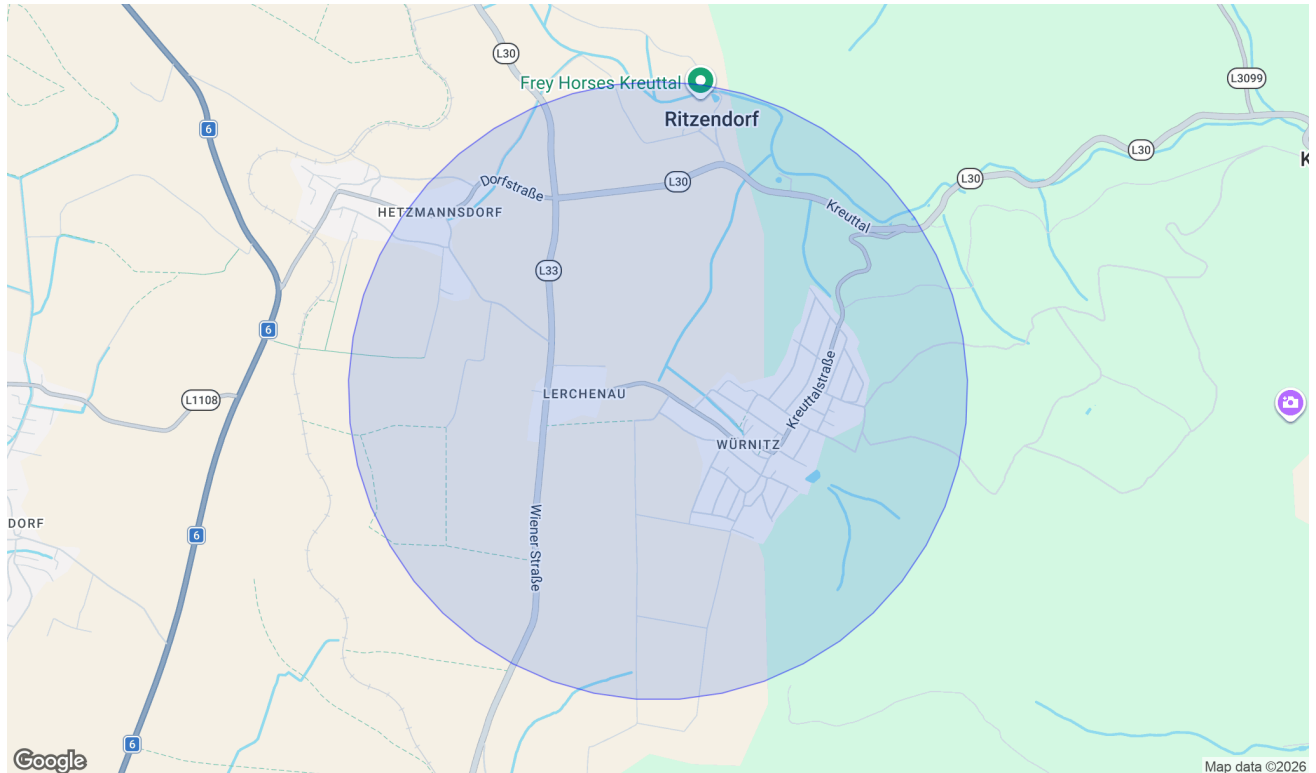 L30
Frey Horses Kreuttal
L3099
Ritzendorf
6
L30
Dorfstraße
L30
L30
K
HETZMANNSDORF
Kreuttal
L33
6
Kreuttalstraße
LERCHENAU
L1108
WÜRNITZ
DORF
6
Wiener Straße
6
Google
Map data ©2026